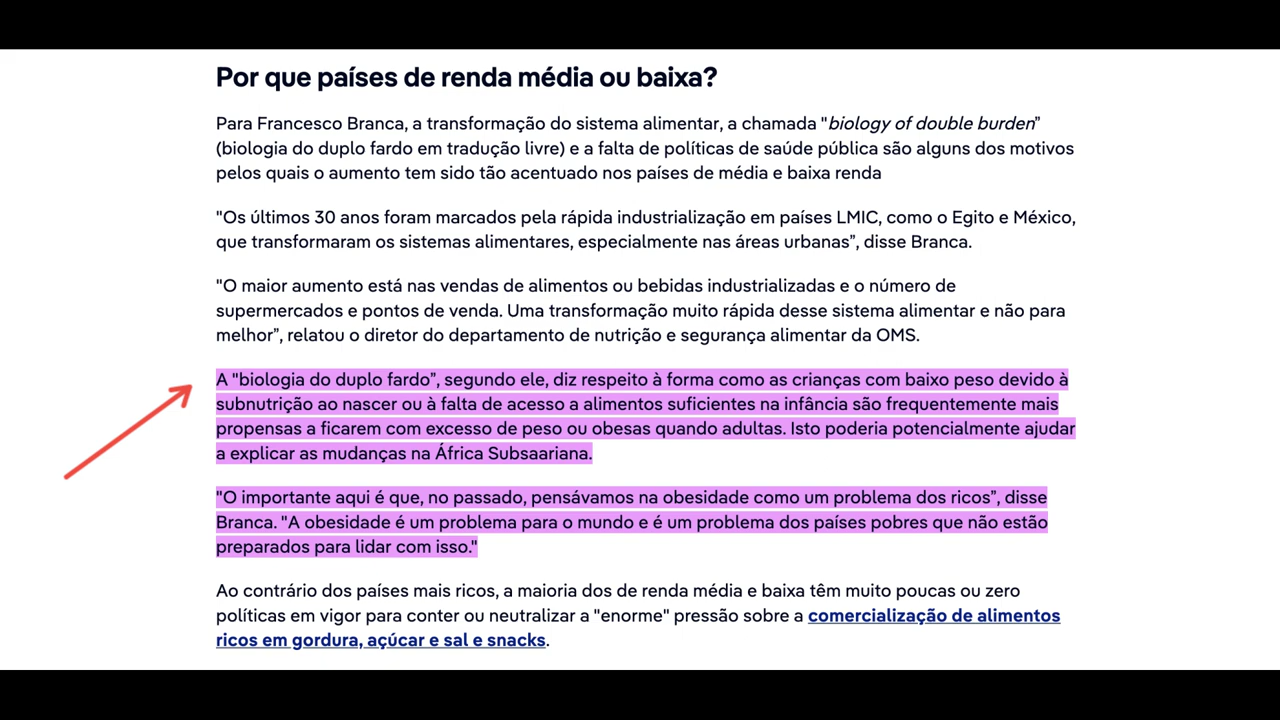 Por que países de renda média ou baixa?
Para Francesco Branca, a transformação do sistema alimentar, a chamada "biology of double burden”
(biologia do duplo fardo em tradução livre) e a falta de políticas de saúde pública são alguns dos motivos
pelos quais o aumento tem sido tão acentuado nos países de média e baixa renda
"Os últimos 30 anos foram marcados pela rápida industrialização em países LMIC, como o Egito e México,
que transformaram os sistemas alimentares, especialmente nas áreas urbanas”, disse Branca.
"O maior aumento está nas vendas de alimentos ou bebidas industrializadas e o número de
supermercados e pontos de venda. Uma transformação muito rápida desse sistema alimentar e não para
melhor”, relatou o diretor do departamento de nutrição e segurança alimentar da OMS.
A "biologia do duplo fardo”, segundo ele, diz respeito à forma como as crianças com baixo peso devido à
subnutrição ao nascer ou à falta de acesso a alimentos suficientes na infância são frequentemente mais
propensas a ficarem com excesso de peso ou obesas quando adultas. Isto poderia potencialmente ajudar
a explicar as mudanças na África Subsaariana.
"O importante aqui é que, no passado, pensávamos na obesidade como um problema dos ricos”, disse
Branca. "A obesidade é um problema para o mundo e é um problema dos países pobres que não estão
preparados para lidar com isso."
Ao contrário dos países mais ricos, a maioria dos de renda média e baixa têm muito poucas ou zero
políticas em vigor para conter ou neutralizar a "enorme" pressão sobre a comercialização de alimentos
ricos em gordura, açúcar e sal e snacks.